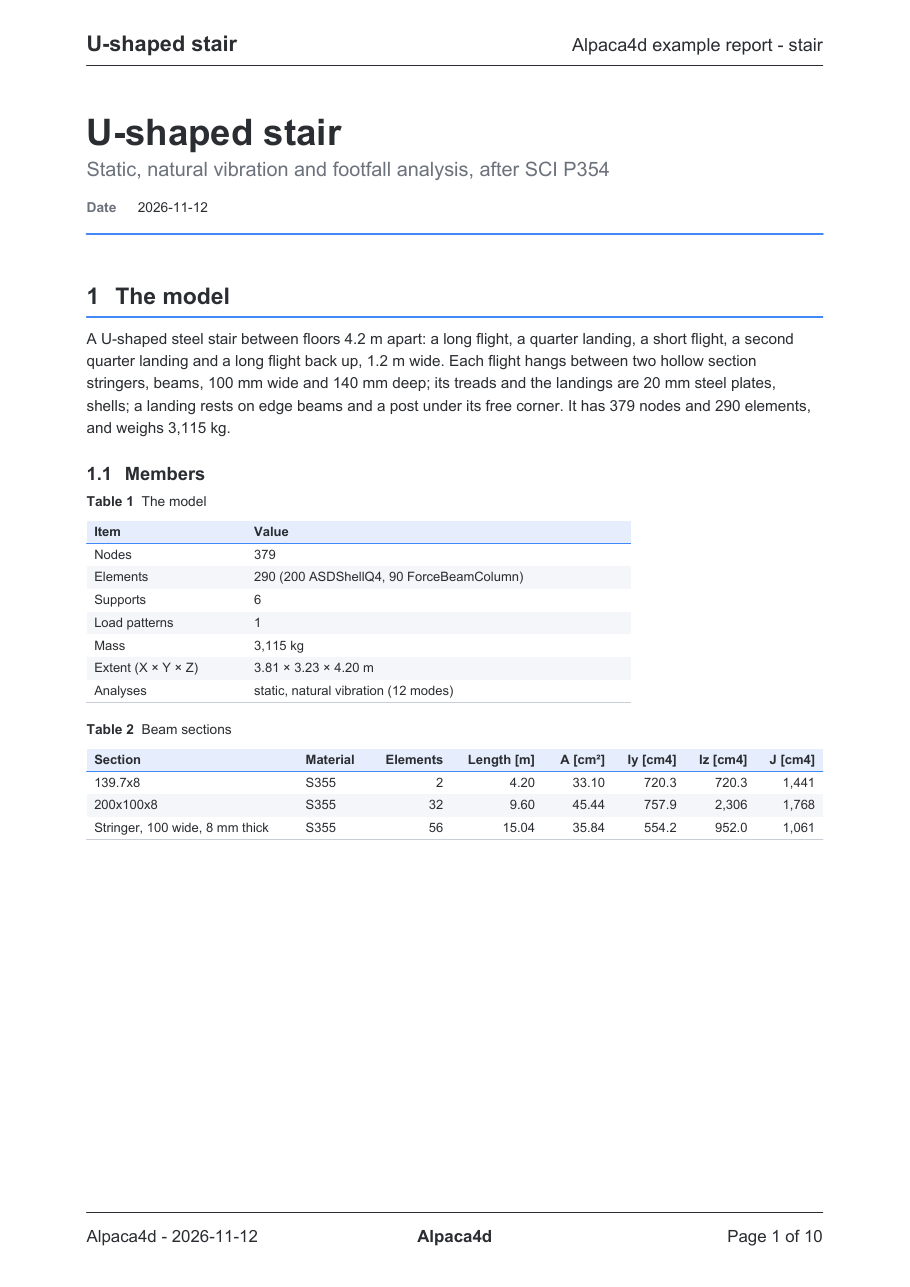 U-shaped stair Alpaca4d example report - stair
U-shaped stair
Static, natural vibration and footfall analysis, after SCI P354
Date 2026-11-12
1 The model
A U-shaped steel stair between floors 4.2 m apart: a long flight, a quarter landing, a short flight, a second
quarter landing and a long flight back up, 1.2 m wide. Each flight hangs between two hollow section
stringers, beams, 100 mm wide and 140 mm deep; its treads and the landings are 20 mm steel plates,
shells; a landing rests on edge beams and a post under its free corner. It has 379 nodes and 290 elements,
and weighs 3,115 kg.
1.1 Members
Table 1 The model
Item Value
Nodes 379
Elements 290 (200 ASDShellQ4, 90 ForceBeamColumn)
Supports 6
Load patterns 1
Mass 3,115 kg
Extent (X × Y × Z) 3.81 × 3.23 × 4.20 m
Analyses static, natural vibration (12 modes)
Table 2 Beam sections
Section Material Elements Length [m] A [cm²] Iy [cm4] Iz [cm4] J [cm4]
139.7x8 S355 2 4.20 33.10 720.3 720.3 1,441
200x100x8 S355 32 9.60 45.44 757.9 2,306 1,768
Stringer, 100 wide, 8 mm thick S355 56 15.04 35.84 554.2 952.0 1,061
Alpaca4d - 2026-11-12 Alpaca4d Page 1 of 10